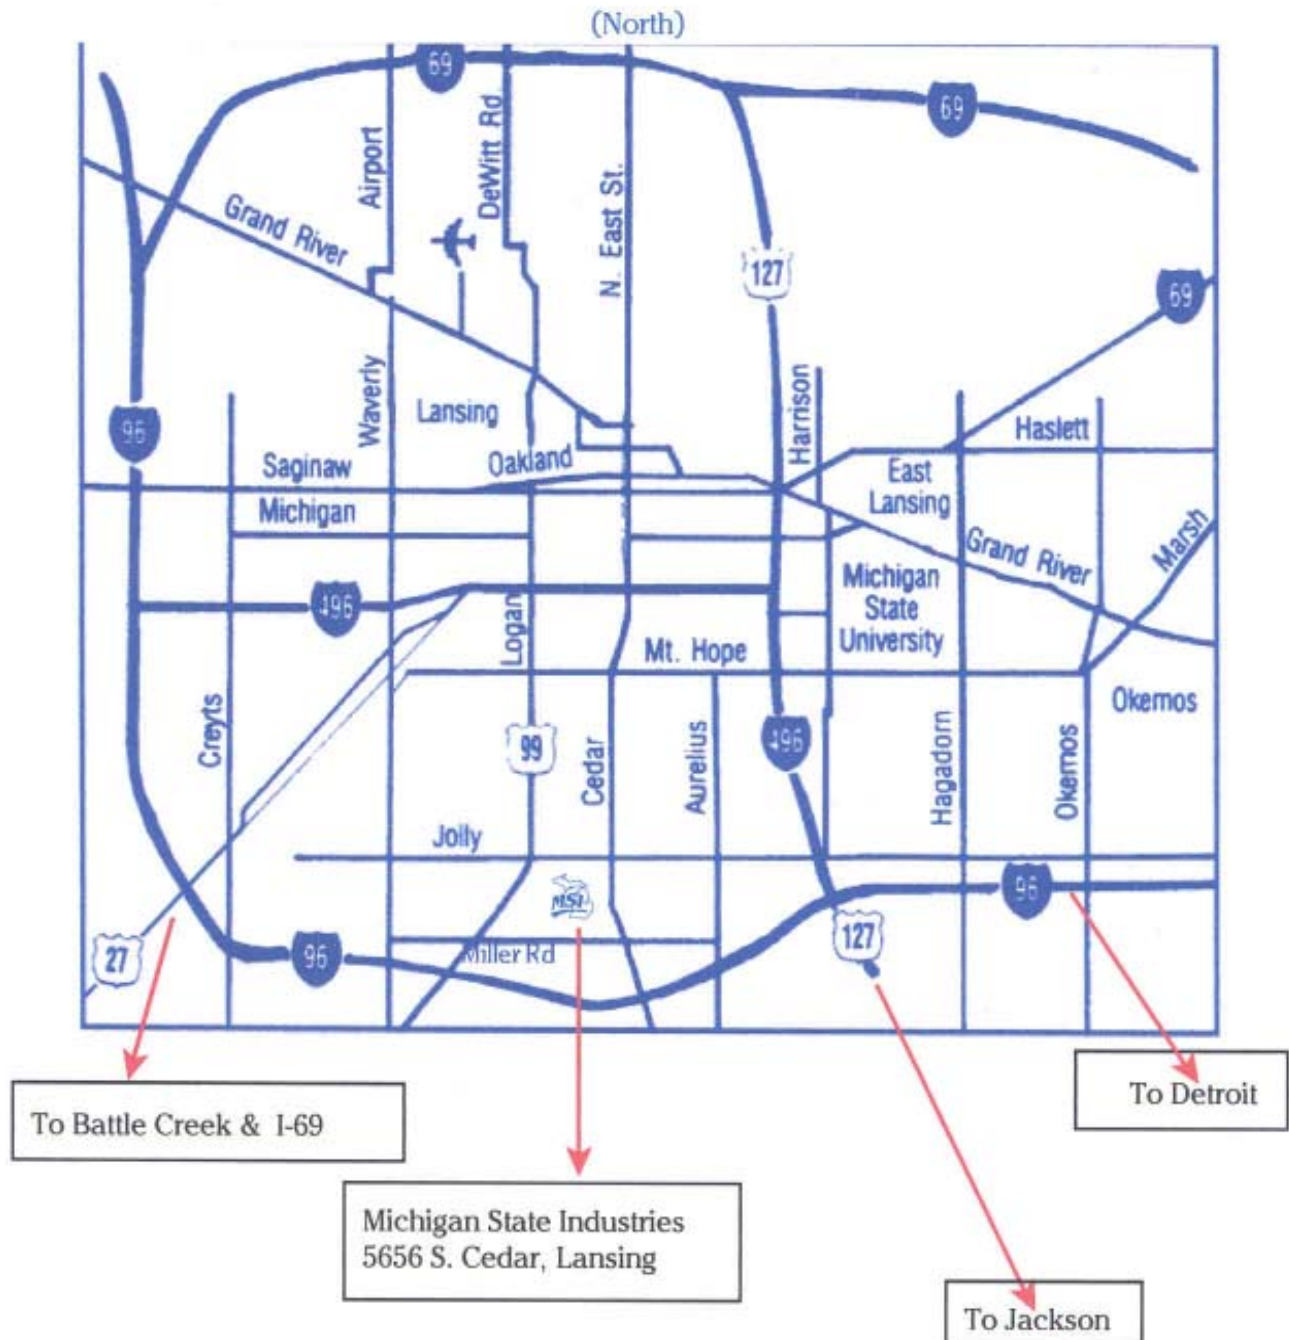 (North)
69
69
Airport
DeWitt Rd
N. East St.
Grand River
127
69
Waverly
Lansing
Harrison
96
Haslett
Saginaw
Oakland
East
Lansing
Michigan
Marsh
Grand River
496
Logan
Michigan
State
University
Mt. Hope
Okemos
Creyts
99
Cedar
Aurelius
496
Hagadorn
Okemos
Jolly
MSI
96
27
96
Miller Rd
127
To Battle Creek & I-69
To Detroit
Michigan State Industries
5656 S. Cedar, Lansing
To Jackson